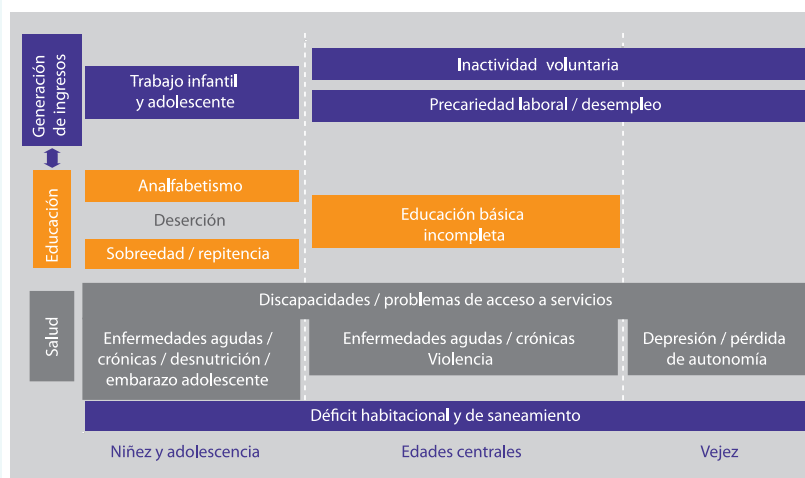 Generación
de ingresos
Trabajo infantil
y adolescente
Inactividad voluntaria
Precariedad laboral / desempleo
Educación
Analfabetismo
Deserción
Sobreedad / repitencia
Educación básica
incompleta
Salud
Discapacidades / problemas de acceso a servicios
Enfermedades agudas /
crónicas / desnutrición /
embarazo adolescente
Enfermedades agudas / crónicas
Violencia
Depresión / pérdida
de autonomía
Déficit habitacional y de saneamiento
Niñez y adolescencia
Edades centrales
Vejez